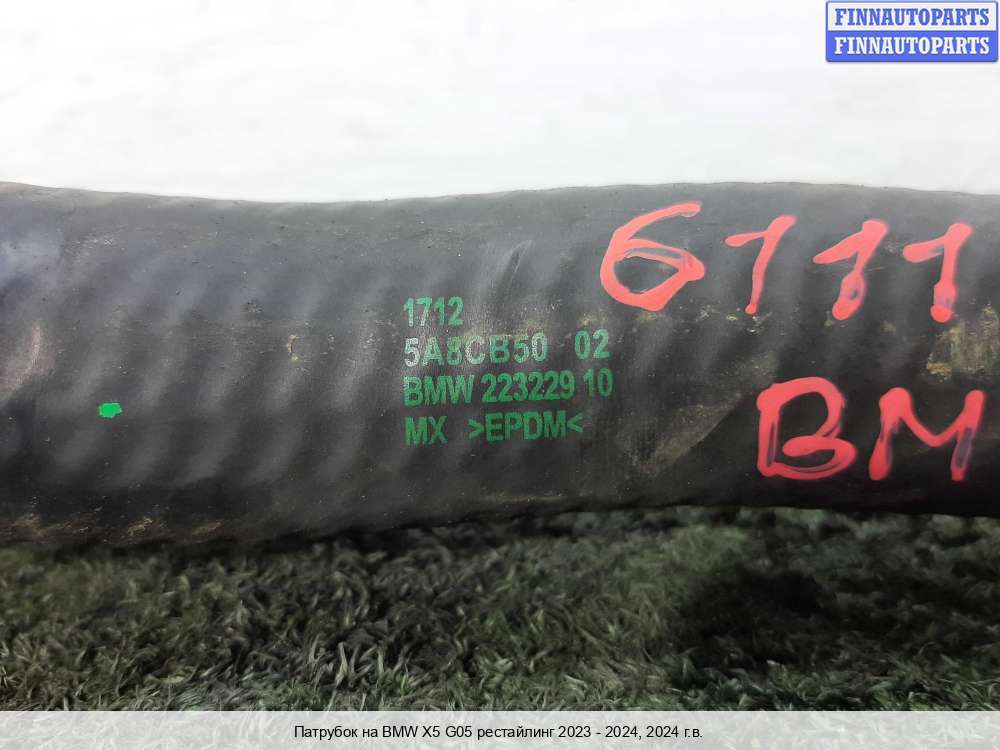 FINNAUTOPARTS
FINNAUTOPARTS
6111
BM
1712
5A8CB50 02
BMW 223229 10
MX >EPDM<
Патрубок на BMW X5 G05 рестайлинг 2023 - 2024, 2024 г.в.